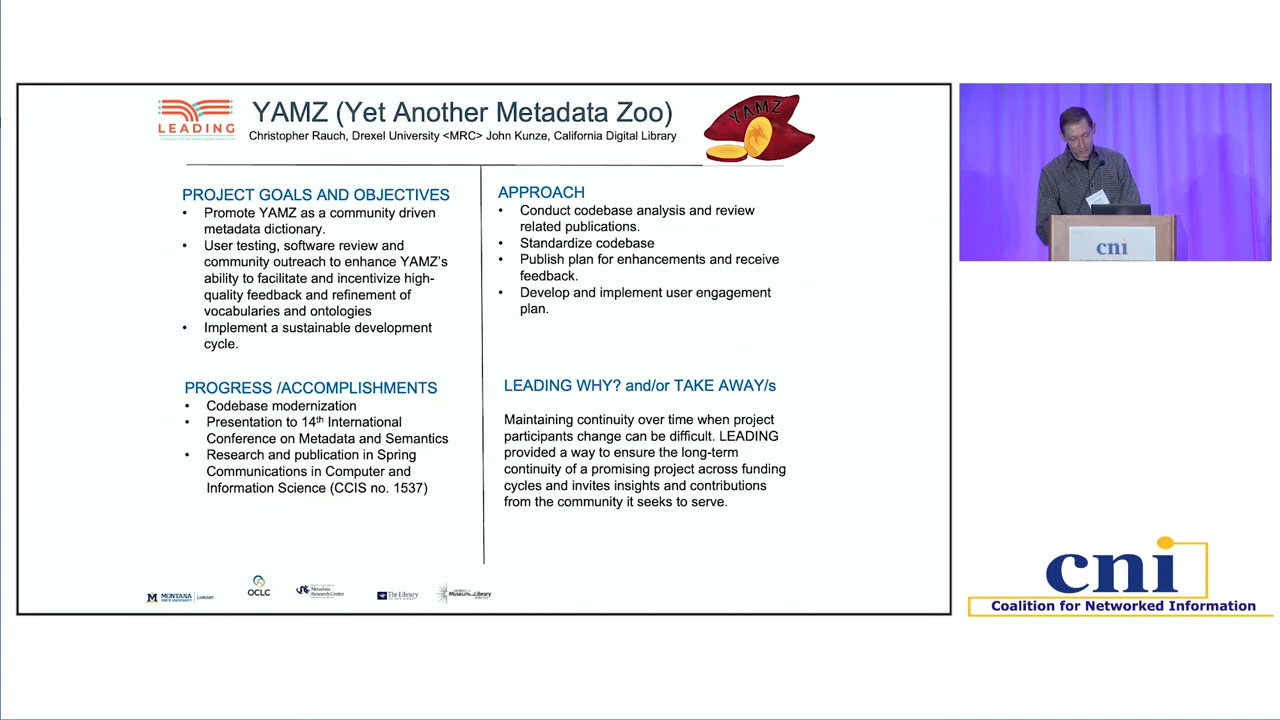 LEADING
YAMZ (Yet Another Metadata Zoo)
Christopher Rauch, Drexel University <MRC> John Kunze, California Digital Library
YAMZ
PROJECT GOALS AND OBJECTIVES
• Promote YAMZ as a community driven
metadata dictionary.
• User testing, software review and
community outreach to enhance YAMZ's
ability to facilitate and incentivize high-
quality feedback and refinement of
vocabularies and ontologies
• Implement a sustainable development
cycle.
APPROACH
• Conduct codebase analysis and review
related publications.
• Standardize codebase
• Publish plan for enhancements and receive
feedback.
• Develop and implement user engagement
plan.
PROGRESS /ACCOMPLISHMENTS
• Codebase modernization
• Presentation to 14th International
Conference on Metadata and Semantics
• Research and publication in Spring
Communications in Computer and
Information Science (CCIS no. 1537)
LEADING WHY? and/or TAKE AWAY/s
Maintaining continuity over time when project
participants change can be difficult. LEADING
provided a way to ensure the long-term
continuity of a promising project across funding
cycles and invites insights and contributions
from the community it seeks to serve.
M MONTANA LIBRARY
OCLC
Metadata
Research Center
The Library
Museum Library
cni
cni
Coalition for Networked Information